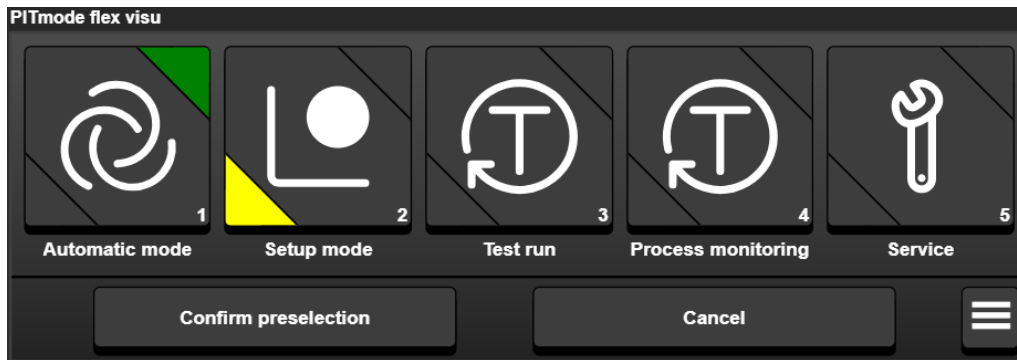 PITmode flex visu
T
T
1
2
3
4
5
Automatic mode
Setup mode
Test run
Process monitoring
Service
Confirm preselection
Cancel